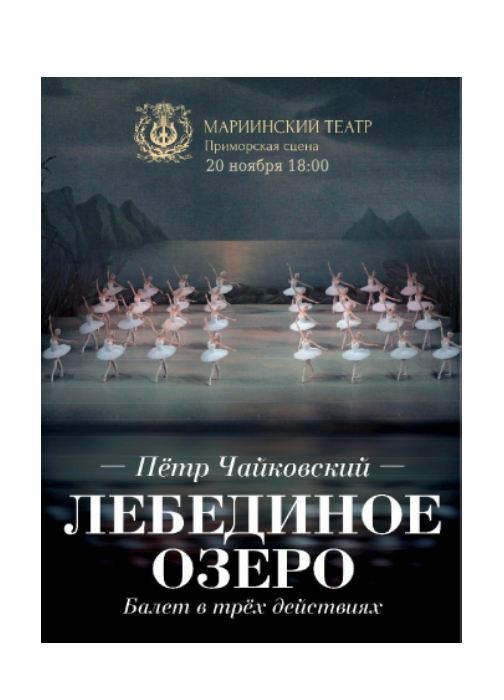 МАРИИНСКИЙ ТЕАТР
Приморская сцена
20 ноября 18:00
— Пётр Чайковский —
ЛЕБЕДИНОЕ
ОЗЕРО
Балет в трёх действиях